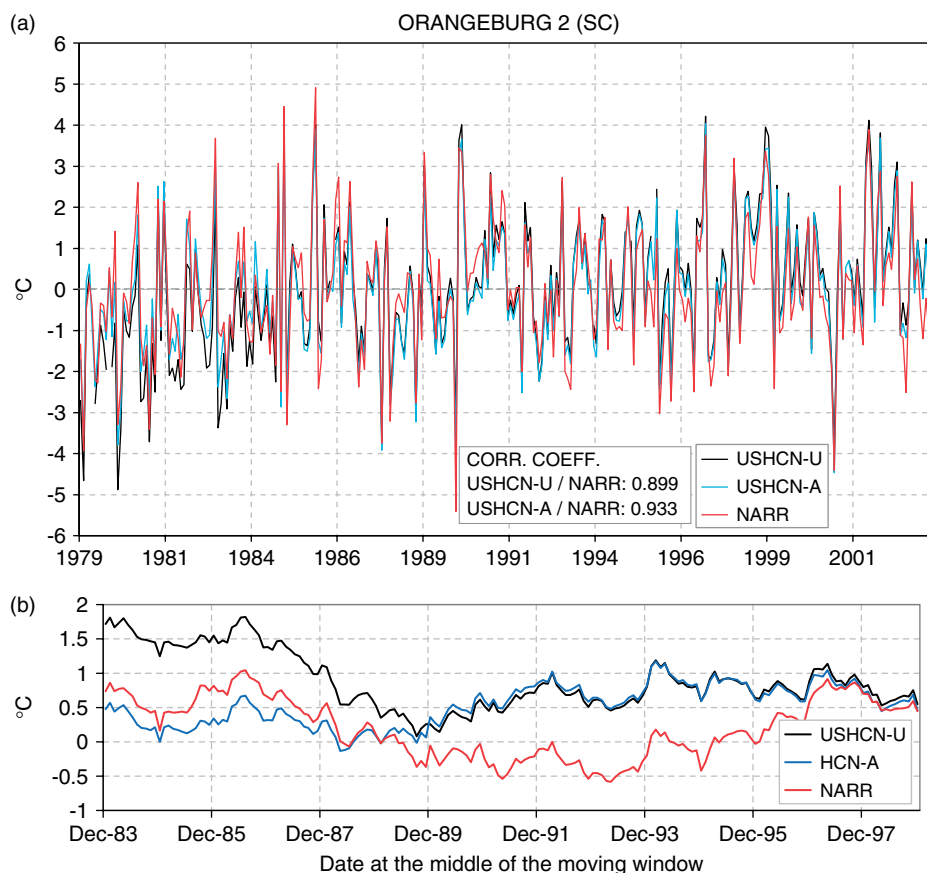 (a)
ORANGEBURG 2 (SC)
6
5
4
3
2
1
0
-1
-2
-3
-4
-5
-6
°C
CORR. COEFF.
USHCN-U / NARR: 0.899
USHCN-A / NARR: 0.933
USHCN-U
USHCN-A
NARR
1979 1981 1984 1986 1989 1991 1994 1996 1999 2001
(b)
2
1.5
1
0.5
0
-0.5
-1
°C
USHCN-U
HCN-A
NARR
Dec-83 Dec-85 Dec-87 Dec-89 Dec-91 Dec-93 Dec-95 Dec-97
Date at the middle of the moving window